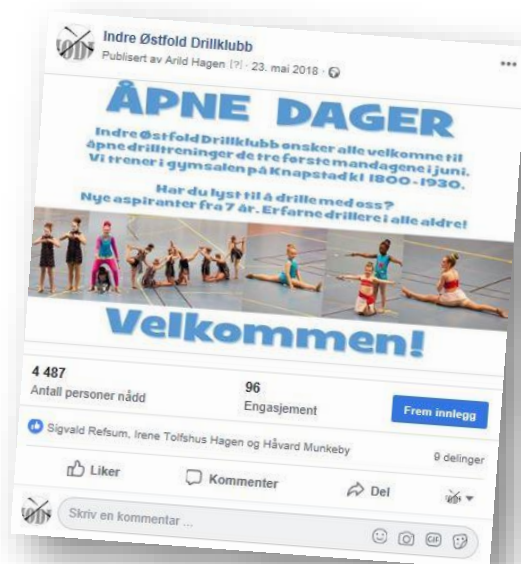 Indre Østfold Drillklubb
Publisert av Arild Hagen [?] · 23. mai 2018 ·
ÅPNE DAGER
Indre Østfold Drillklubb ønsker alle velkomne til
åpne drilltreninger de tre første mandagene i juni.
Vi trener i gymsalen på Knapstad kl 1800-1930.
Har du lyst til å drille med oss?
Nye aspiranter fra 7 år. Erfarne drillere i alle aldre!
Velkommen!
4 487
Antall personer nådd
96
Engasjement
Frem innlegg
Sigvald Refsum, Irene Tolfshus Hagen og Håvard Munkeby
9 delinger
Liker
Kommenter
Del
Skriv en kommentar ...
GIF